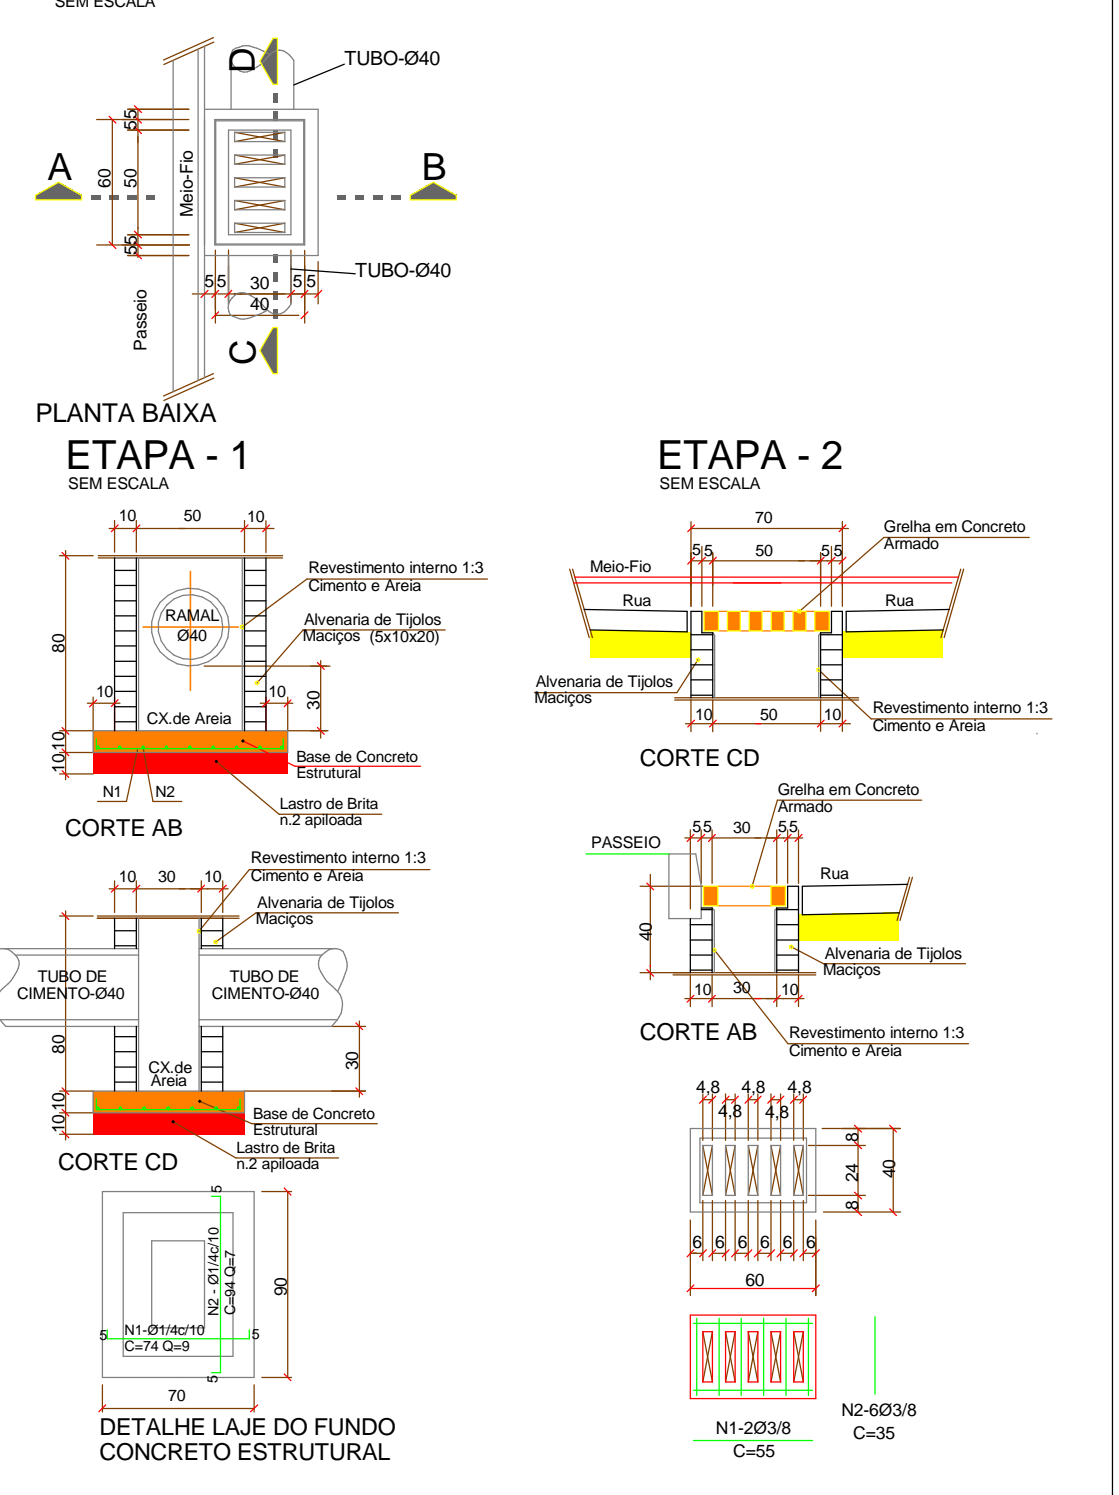 SEM ESCALA
D
TUBO-Ø40
55
A
60
50
Meio-Fio
B
55
TUBO-Ø40
5 5
30
5 5
40
Passeio
C
PLANTA BAIXA
ETAPA - 1
SEM ESCALA
10
50
10
Revestimento interno 1:3
Cimento e Areia
RAMAL
Ø40
Alvenaria de Tijolos
Maciços (5x10x20)
80
10
10
30
CX.de Areia
10
10
Base de Concreto
Estrutural
N1
N2
Lastro de Brita
n.2 apiloada
CORTE AB
Revestimento interno 1:3
Cimento e Areia
10
30
10
Alvenaria de Tijolos
Maciços
TUBO DE
CIMENTO-Ø40
TUBO DE
CIMENTO-Ø40
80
30
CX.de
Areia
10
10
Base de Concreto
Estrutural
Lastro de Brita
n.2 apiloada
CORTE CD
5
N2 - Ø1/4c/10
C=94 Q=7
90
5
N1-Ø1/4c/10
5
C=74 Q=9
5
70
DETALHE LAJE DO FUNDO
CONCRETO ESTRUTURAL
ETAPA - 2
SEM ESCALA
70
Grelha em Concreto
Armado
5 5
50
5 5
Meio-Fio
Rua
Rua
Alvenaria de Tijolos
Maciços
10
50
10
Revestimento interno 1:3
Cimento e Areia
CORTE CD
Grelha em Concreto
Armado
5 5
30
5 5
PASSEIO
Rua
40
Alvenaria de Tijolos
Maciços
10
30
10
CORTE AB
Revestimento interno 1:3
Cimento e Areia
4,8
4,8
4,8
4,8
4,8
8
24
40
8
6
6
6
6
6
6
60
N1-2Ø3/8
C=55
N2-6Ø3/8
C=35